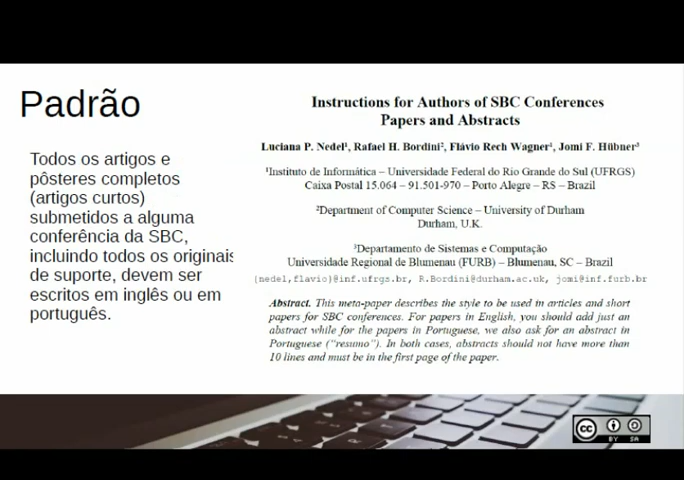 Padrão
Todos os artigos e
pôsteres completos
(artigos curtos)
submetidos a alguma
conferência da SBC,
incluindo todos os originais
de suporte, devem ser
escritos em inglês ou em
português.
Instructions for Authors of SBC Conferences
Papers and Abstracts
Luciana P. Nedel¹, Rafael H. Bordini², Flávio Rech Wagner¹, Jomi F. Hübner³
¹Instituto de Informática – Universidade Federal do Rio Grande do Sul (UFRGS)
Caixa Postal 15.064 – 91.501-970 – Porto Alegre – RS – Brazil
²Department of Computer Science – University of Durham
Durham, U.K.
³Departamento de Sistemas e Computação
Universidade Regional de Blumenal (FURB) – Blumenau, SC – Brazil
{nedel,flavio}@inf.ufrgs.br, R.Bordini@durham.ac.uk, jomi@inf.furb.br
Abstract. This meta-paper describes the style to be used in articles and short
papers for SBC conferences. For papers in English, you should add just an
abstract while for the papers in Portuguese, we also ask for an abstract in
Portuguese (“resumo”). In both cases, abstracts should not have more than
10 lines and must be in the first page of the paper.
cc
BY SA